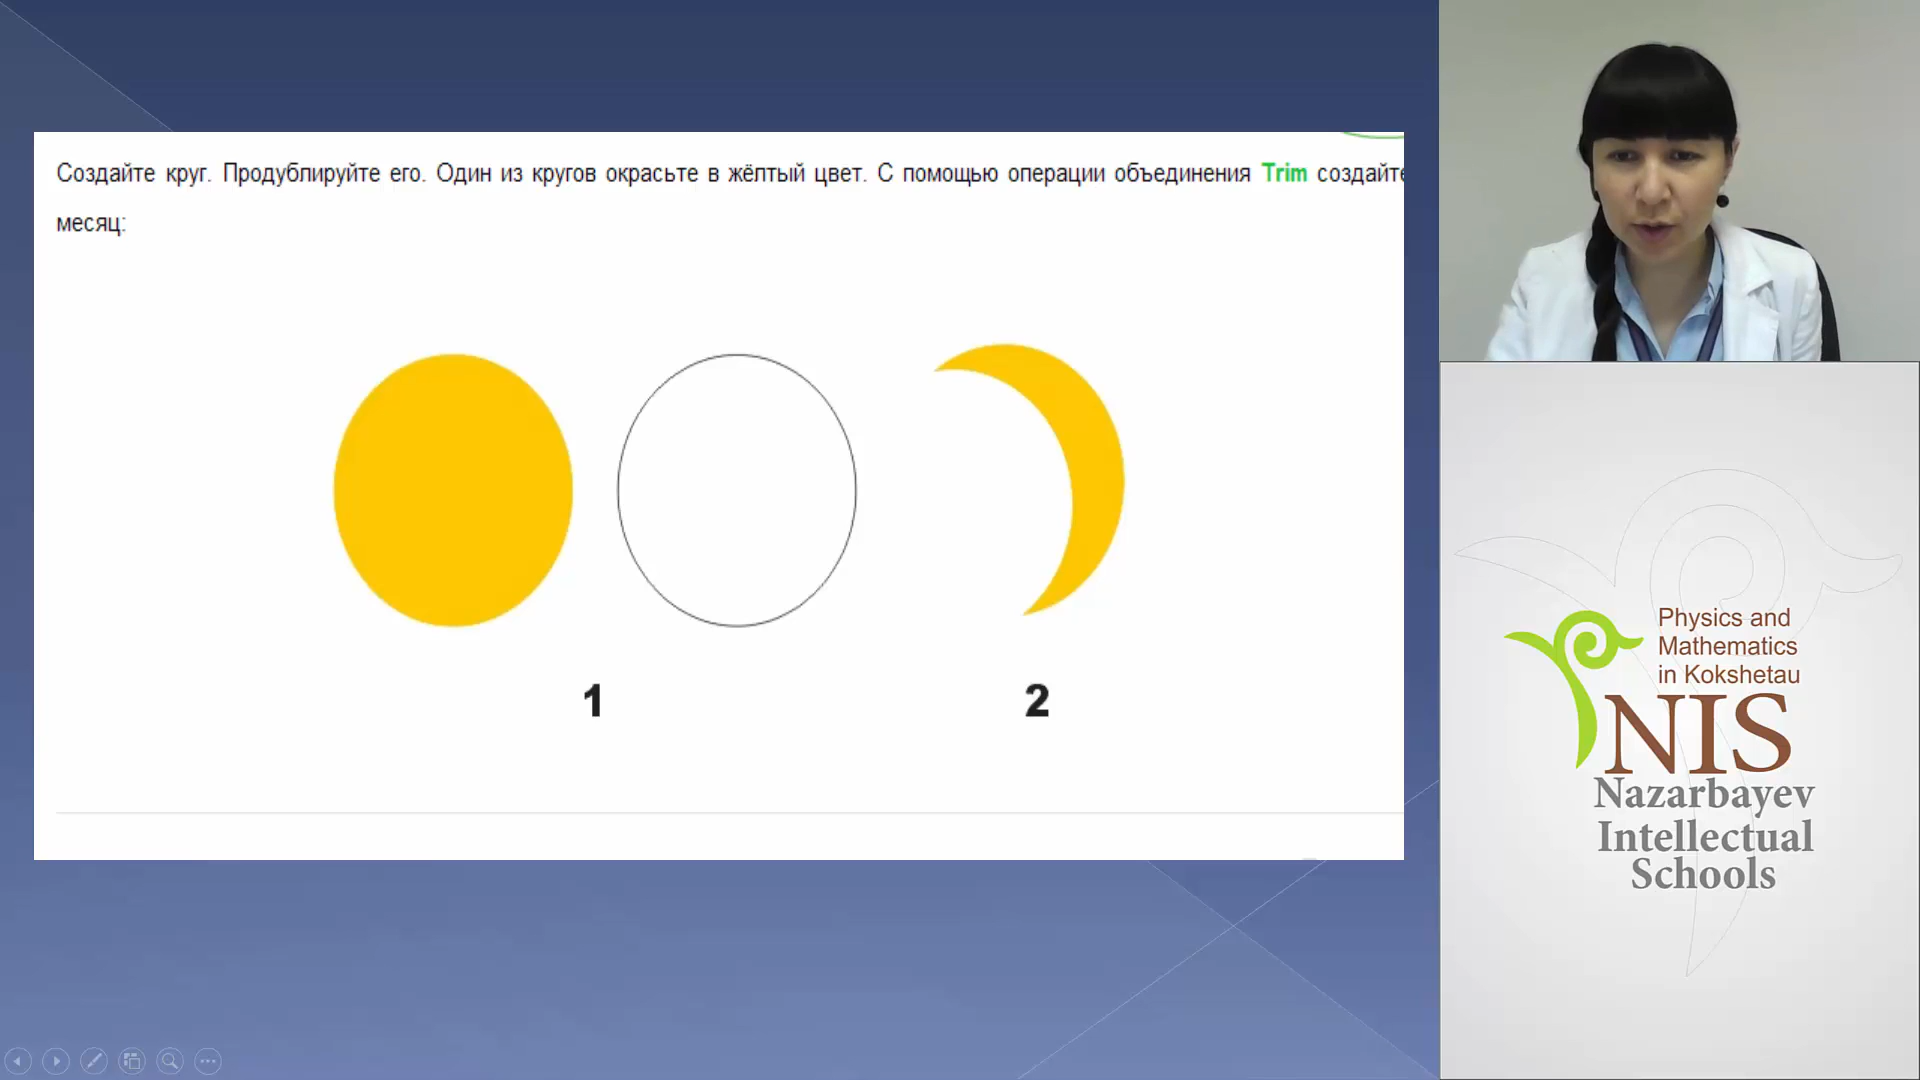 Создайте круг. Продублируйте его. Один из кругов окрасьте в жёлтый цвет. С помощью операции объединения Trim создайте
месяц:
1
2
Physics and
Mathematics
in Kokshetau
NIS
Nazarbayev
Intellectual
Schools